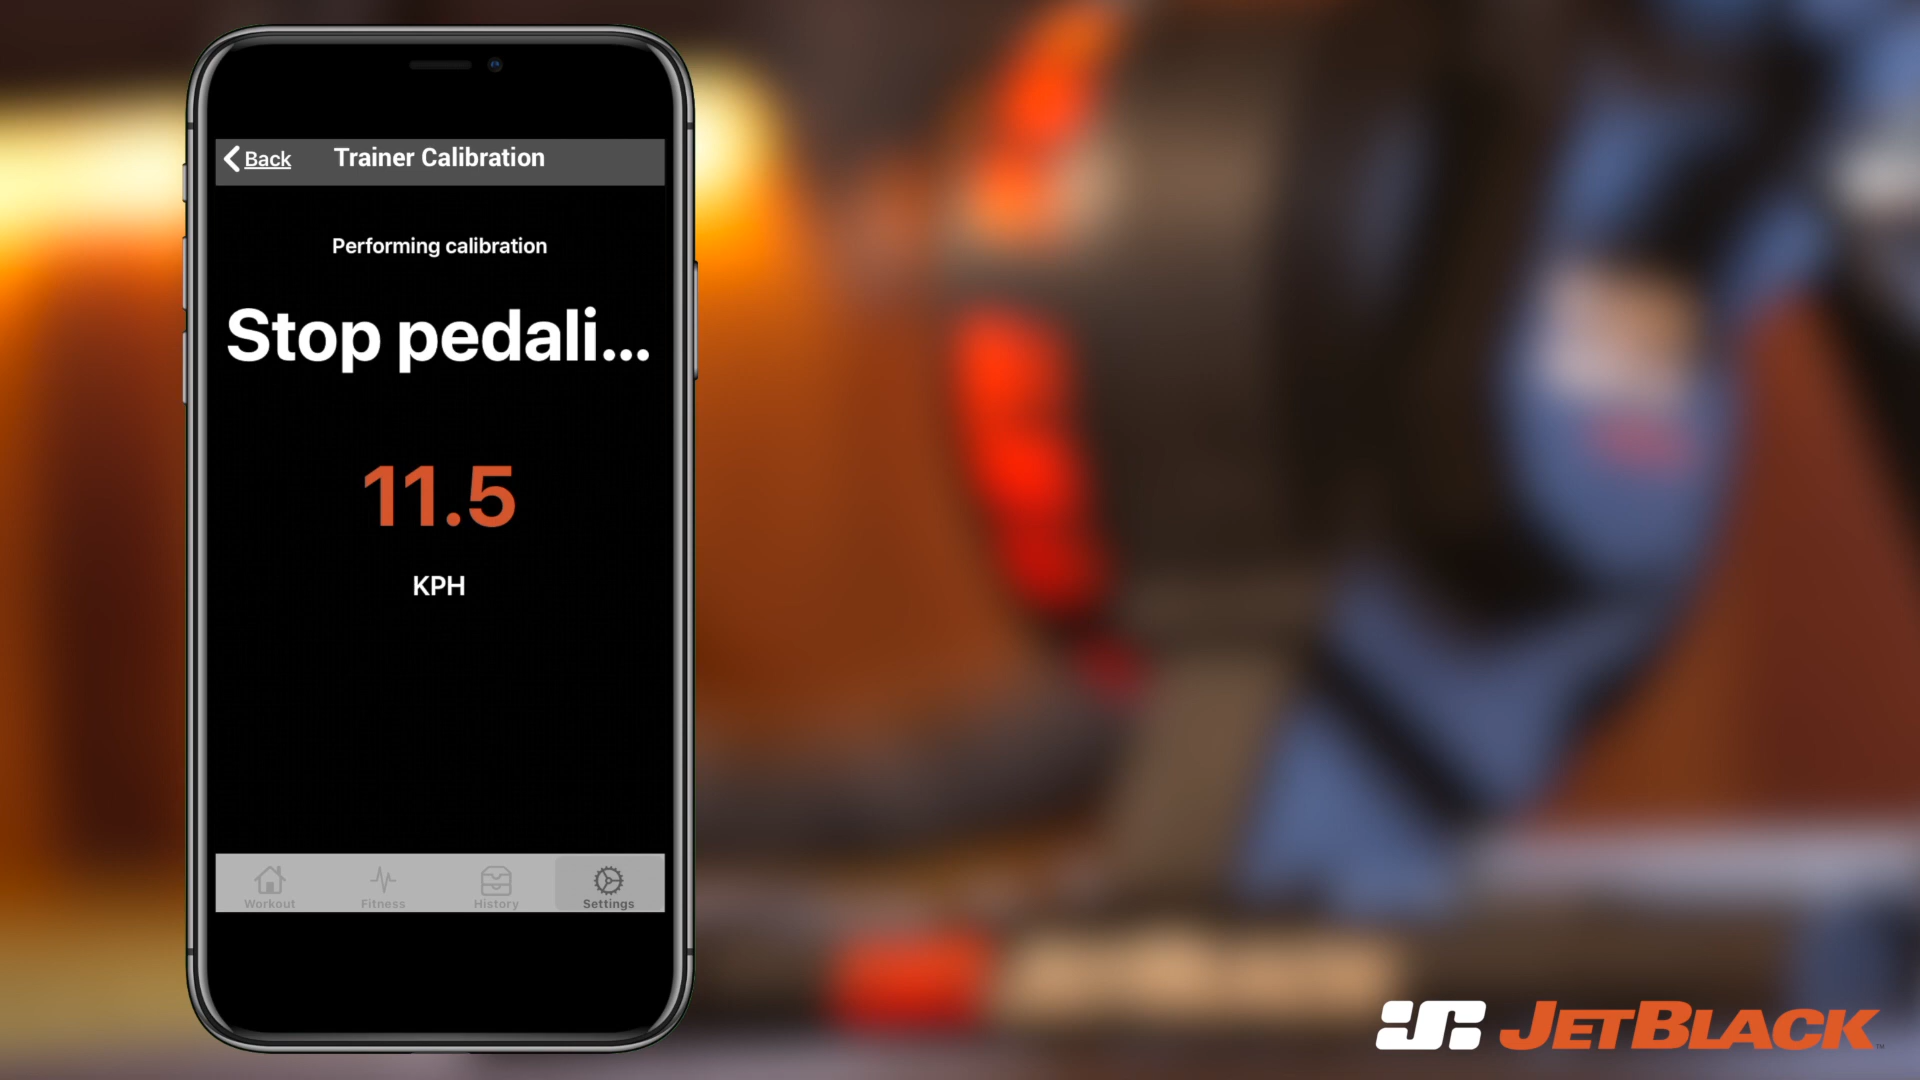 Back
Trainer Calibration
Performing calibration
Stop pedali...
11.5
KPH
Workout
Fitness
History
Settings
JETBLACK